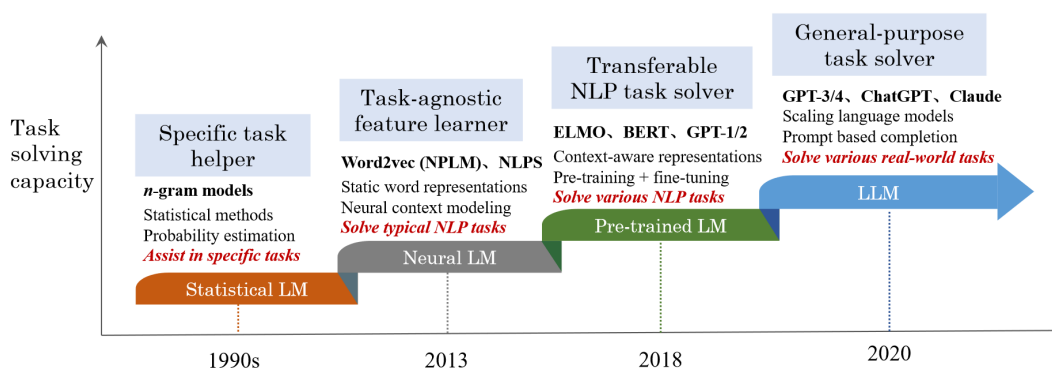 Task
solving
capacity
Specific task
helper
n-gram models
Statistical methods
Probability estimation
Assist in specific tasks
Statistical LM
1990s
Task-agnostic
feature learner
Word2vec (NPLM)、NLPS
Static word representations
Neural context modeling
Solve typical NLP tasks
Neural LM
2013
Transferable
NLP task solver
ELMO、BERT、GPT-1/2
Context-aware representations
Pre-training + fine-tuning
Solve various NLP tasks
Pre-trained LM
2018
General-purpose
task solver
GPT-3/4、ChatGPT、Claude
Scaling language models
Prompt based completion
Solve various real-world tasks
LLM
2020